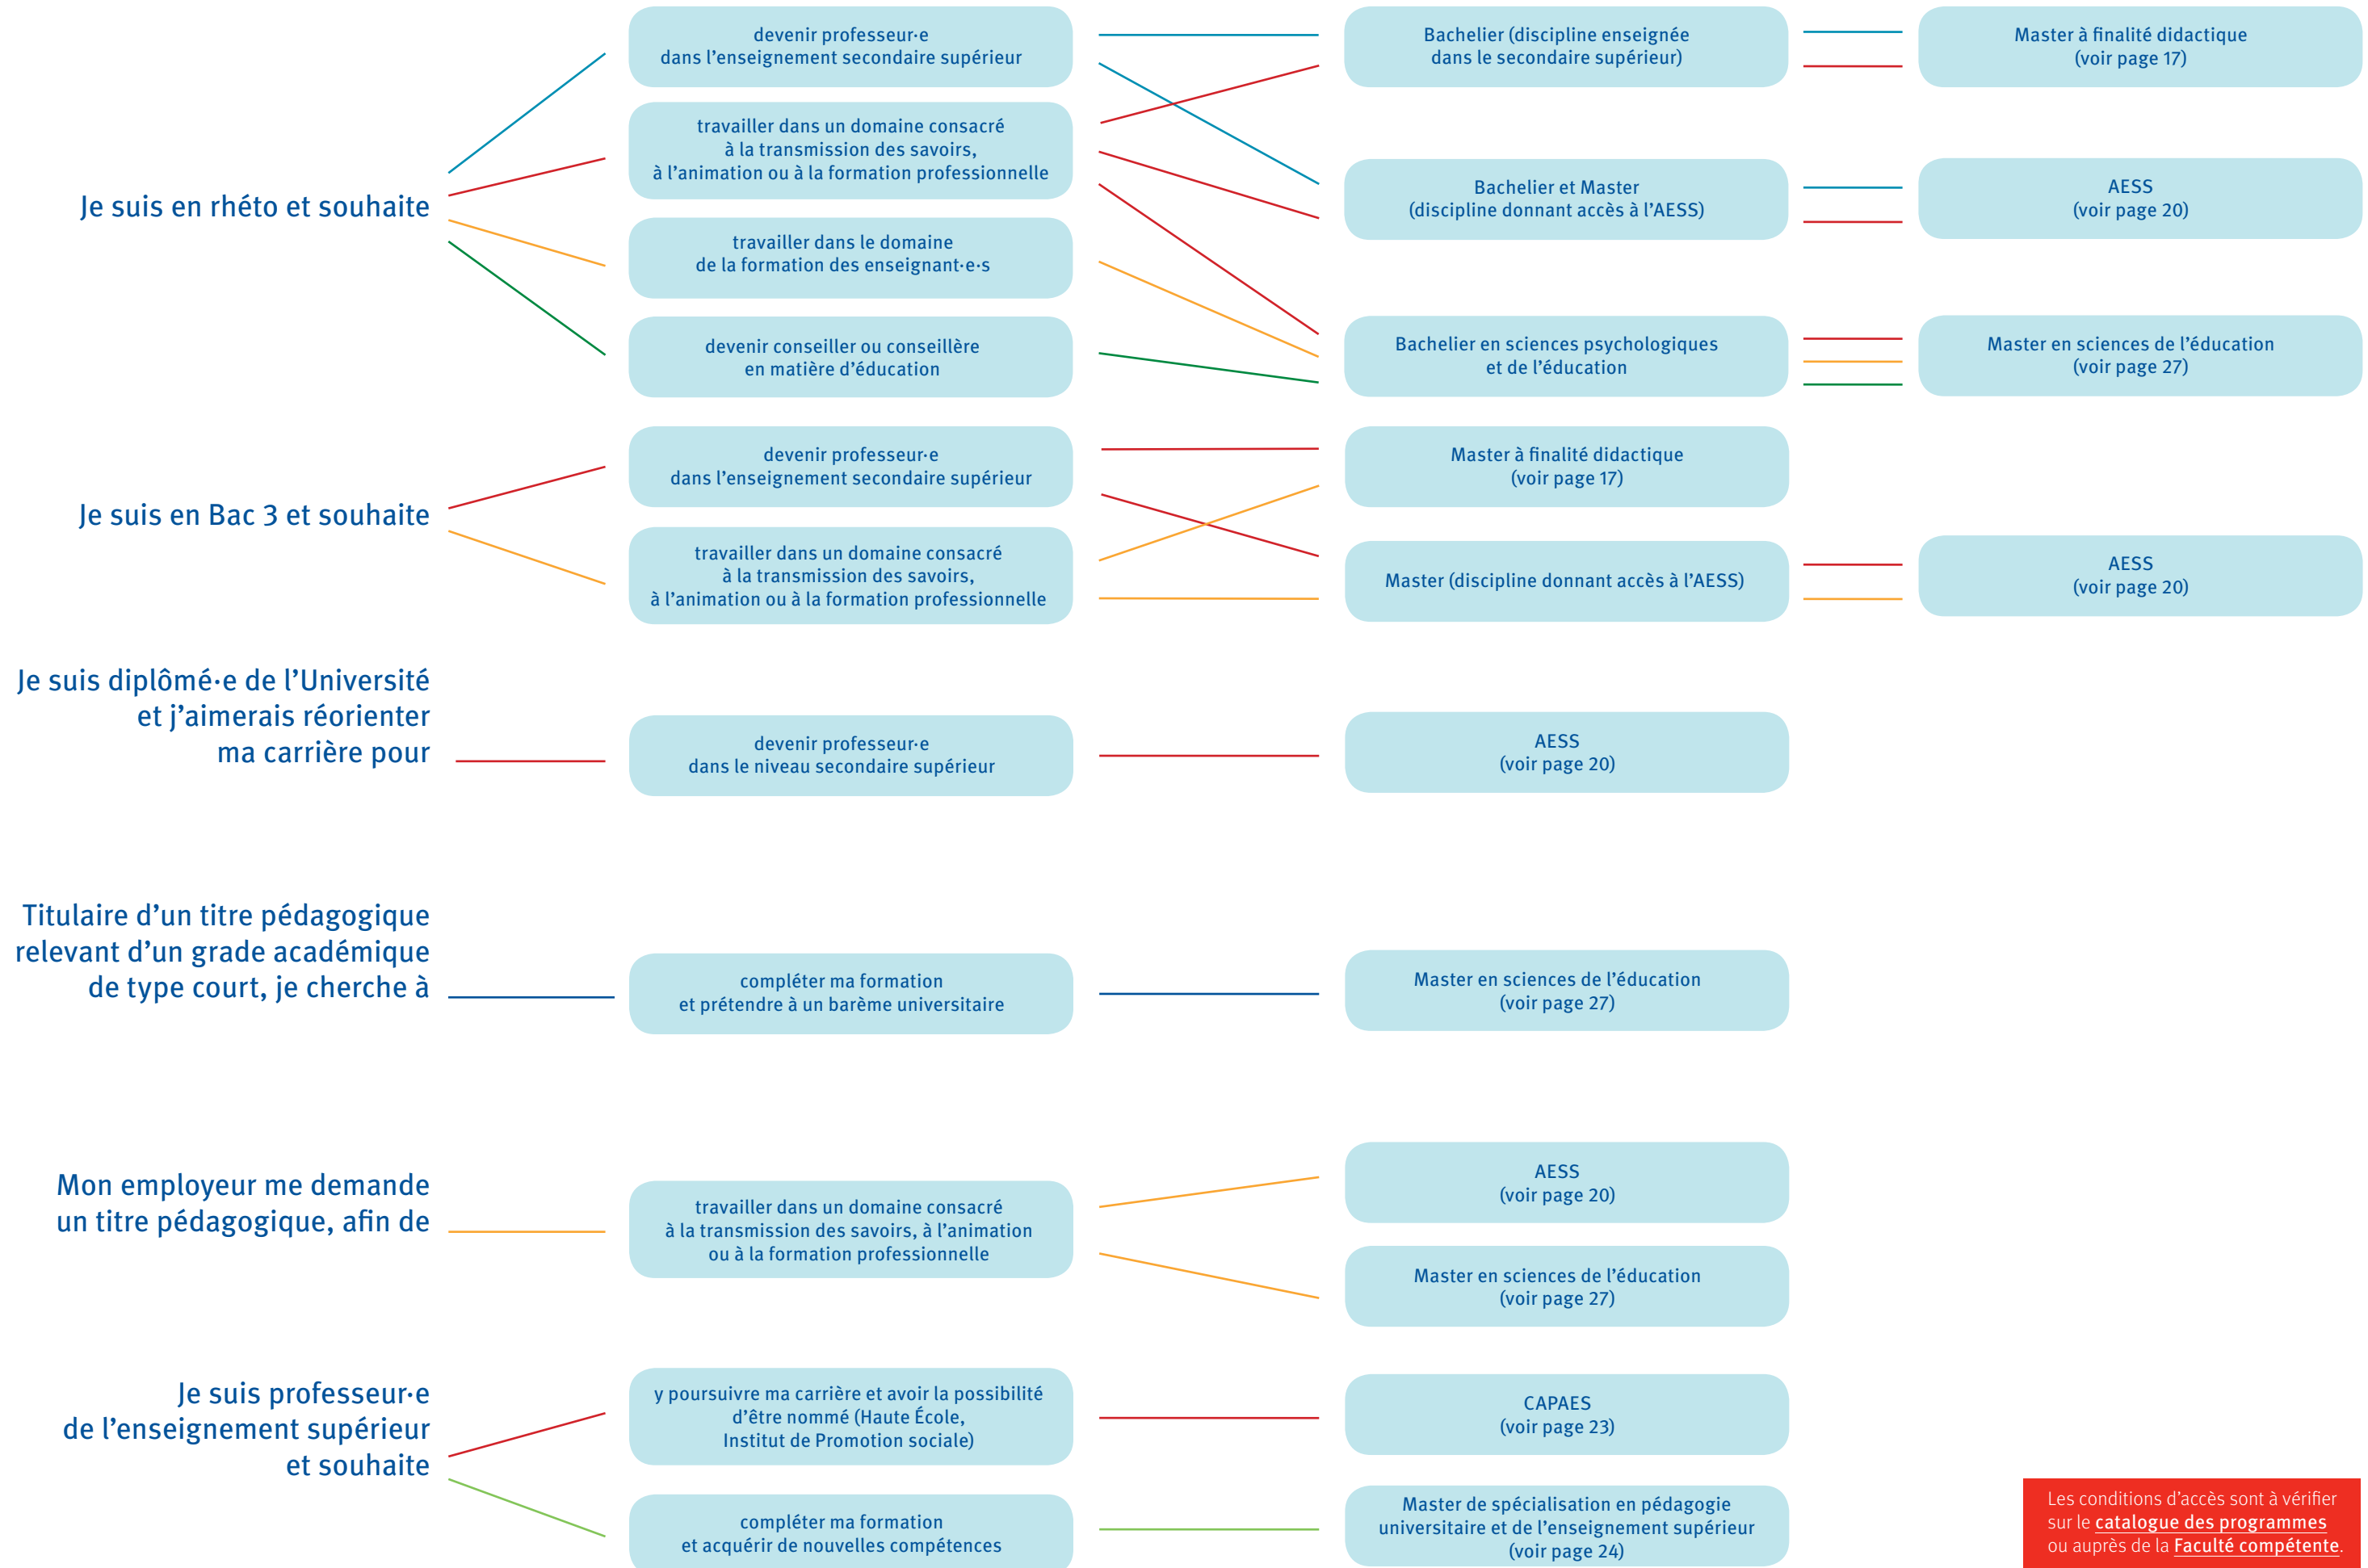 Je suis en rhéto et souhaite
devenir professeur·e
dans l’enseignement secondaire supérieur
travailler dans un domaine consacré
à la transmission des savoirs,
à l’animation ou à la formation professionnelle
travailler dans le domaine
de la formation des enseignant·e·s
devenir conseiller ou conseillère
en matière d’éducation
Bachelier (discipline enseignée
dans le secondaire supérieur)
Bachelier et Master
(discipline donnant accès à l’AESS)
Bachelier en sciences psychologiques
et de l’éducation
Master à finalité didactique
(voir page 17)
AESS
(voir page 20)
Master en sciences de l’éducation
(voir page 27)
Je suis en Bac 3 et souhaite
devenir professeur·e
dans l’enseignement secondaire supérieur
travailler dans un domaine consacré
à la transmission des savoirs,
à l’animation ou à la formation professionnelle
Master à finalité didactique
(voir page 17)
Master (discipline donnant accès à l’AESS)
AESS
(voir page 20)
Je suis diplômé·e de l’Université
et j’aimerais réorienter
ma carrière pour
devenir professeur·e
dans le niveau secondaire supérieur
AESS
(voir page 20)
Titulaire d’un titre pédagogique
relevant d’un grade académique
de type court, je cherche à
compléter ma formation
et prétendre à un barème universitaire
Master en sciences de l’éducation
(voir page 27)
Mon employeur me demande
un titre pédagogique, afin de
travailler dans un domaine consacré
à la transmission des savoirs, à l’animation
ou à la formation professionnelle
AESS
(voir page 20)
Master en sciences de l’éducation
(voir page 27)
Je suis professeur·e
de l’enseignement supérieur
et souhaite
y poursuivre ma carrière et avoir la possibilité
d’être nommé (Haute École,
Institut de Promotion sociale)
CAPAES
(voir page 23)
compléter ma formation
et acquérir de nouvelles compétences
Master de spécialisation en pédagogie
universitaire et de l’enseignement supérieur
(voir page 24)
Les conditions d’accès sont à vérifier
sur le catalogue des programmes
ou auprès de la Faculté compétente.